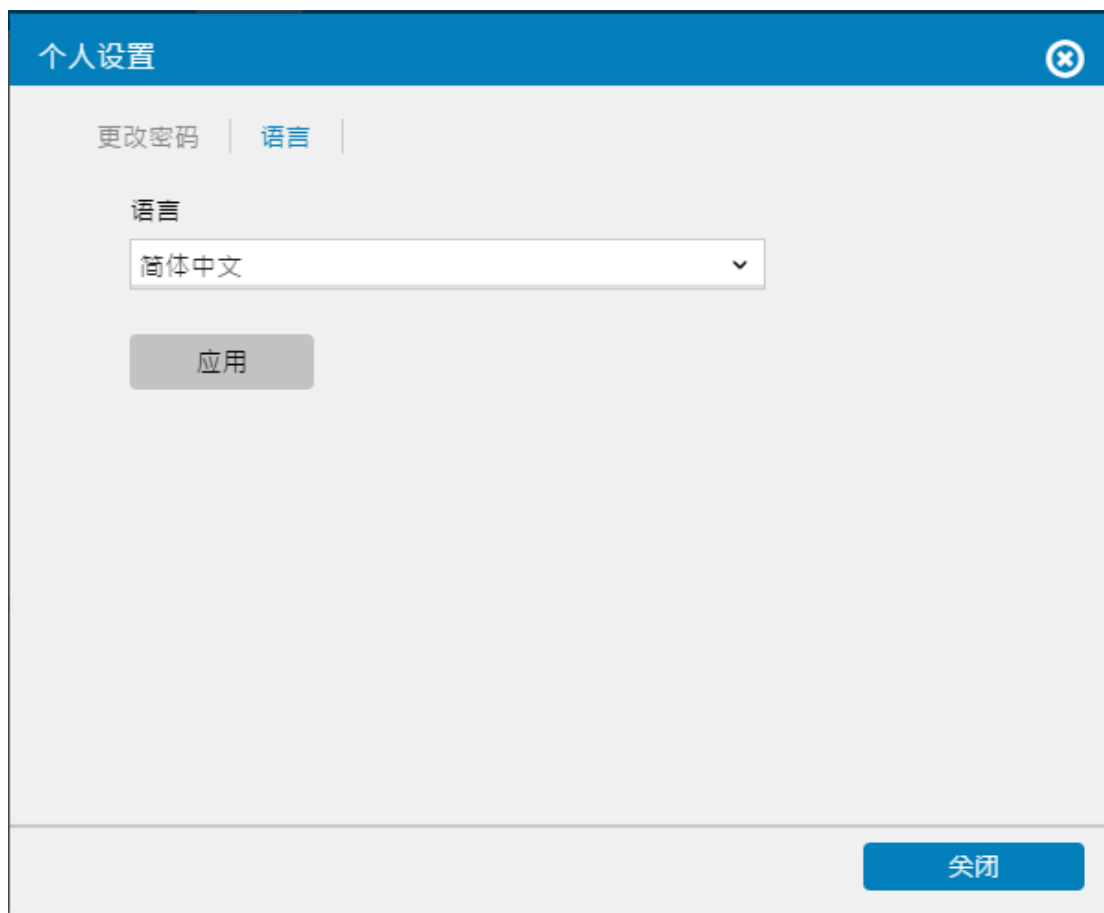 个人设置
更改密码 语言
语言
简体中文
应用
关闭